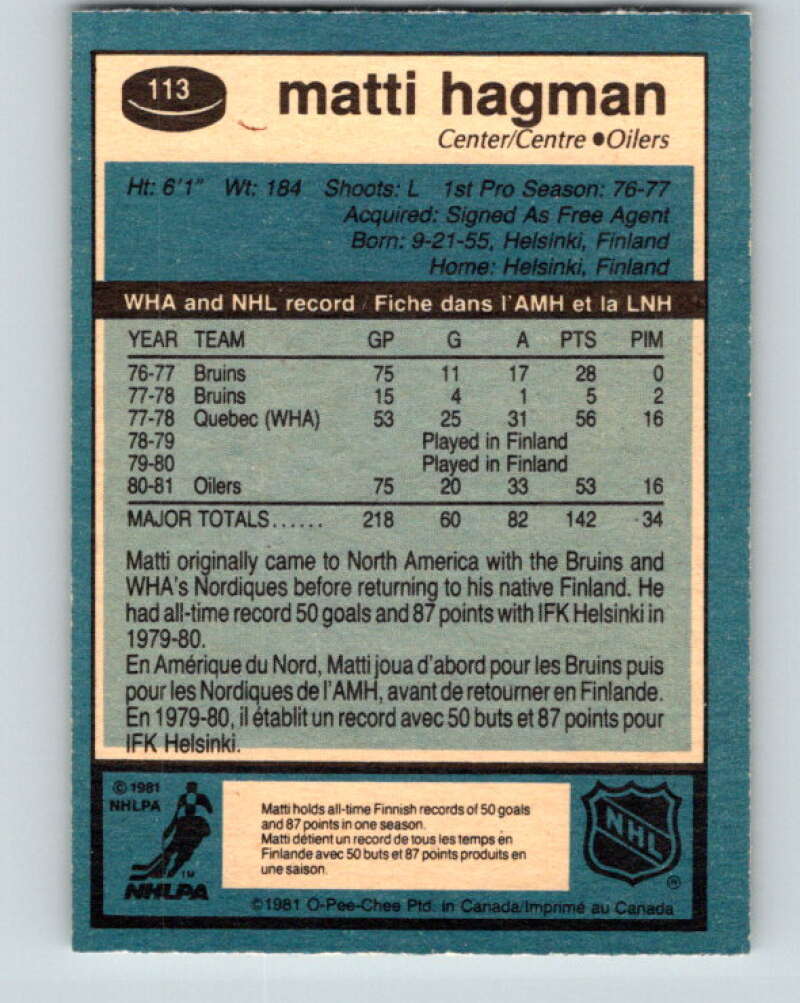 113
matti hagman
Center/Centre ●Oilers
Ht: 6'1" Wt: 184 Shoots: L 1st Pro Season: 76-77
Acquired: Signed As Free Agent
Born: 9-21-55, Helsinki, Finland
Home: Helsinki, Finland
WHA and NHL record / Fiche dans l'AMH et la LNH
YEAR TEAM GP G A PTS PIM
76-77 Bruins 75 11 17 28 0
77-78 Bruins 15 4 1 5 2
77-78 Quebec (WHA) 53 25 31 56 16
78-79 Played in Finland
79-80 Played in Finland
80-81 Oilers 75 20 33 53 16
MAJOR TOTALS...... 218 60 82 142 34
Matti originally came to North America with the Bruins and
WHA's Nordiques before returning to his native Finland. He
had all-time record 50 goals and 87 points with IFK Helsinki in
1979-80.
En Amérique du Nord, Matti joua d'abord pour les Bruins puis
pour les Nordiques de l'AMH, avant de retourner en Finlande.
En 1979-80, il établit un record avec 50 buts et 87 points pour
IFK Helsinki.
© 1981
NHLPA
TM
NHLPA
Matti holds all-time Finnish records of 50 goals
and 87 points in one season.
Matti détient un record de tous les temps en
Finlande avec 50 buts et 87 points produits en
une saison.
NHL
®
©1981 O-Pee-Chee Ptd. in Canada/Imprimé au Canada